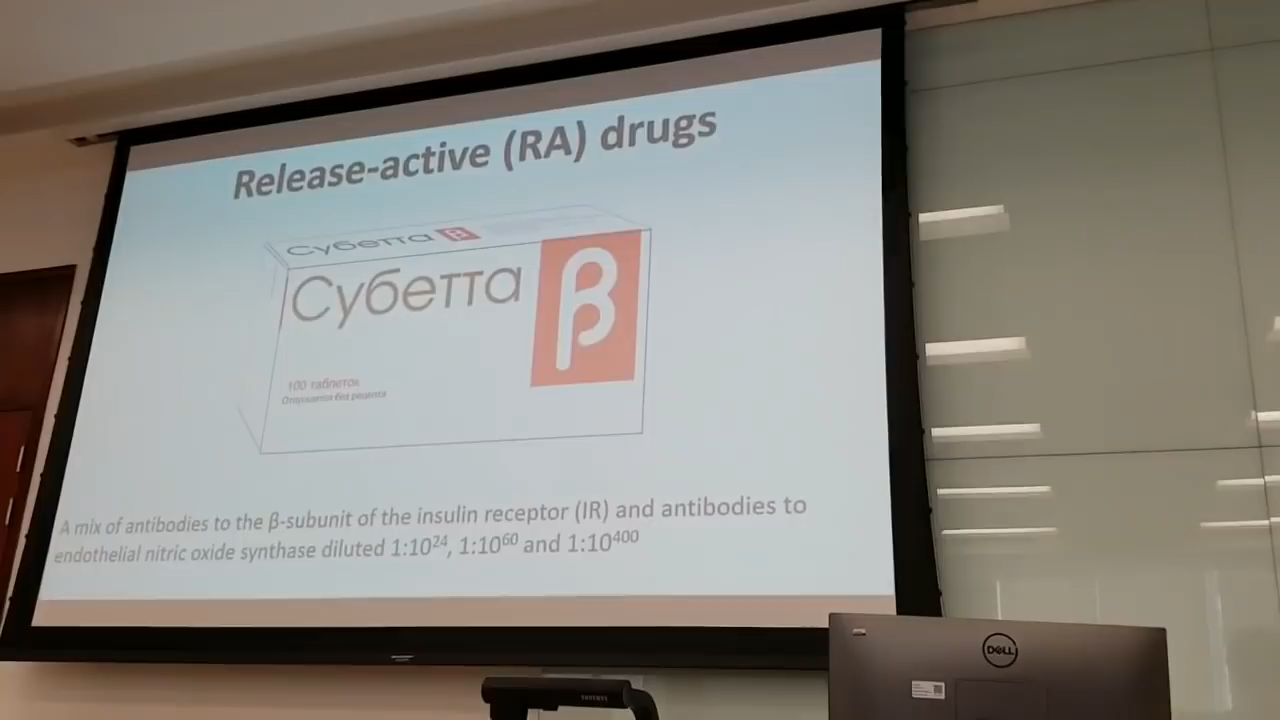 Release-active (RA) drugs
Субетта β
Субетта β
100 таблеток
Отпускается без рецепта
A mix of antibodies to the β-subunit of the insulin receptor (IR) and antibodies to
endothelial nitric oxide synthase diluted 1:10²⁴, 1:10⁶⁰ and 1:10⁴⁰⁰
DELL
SAMSUNG